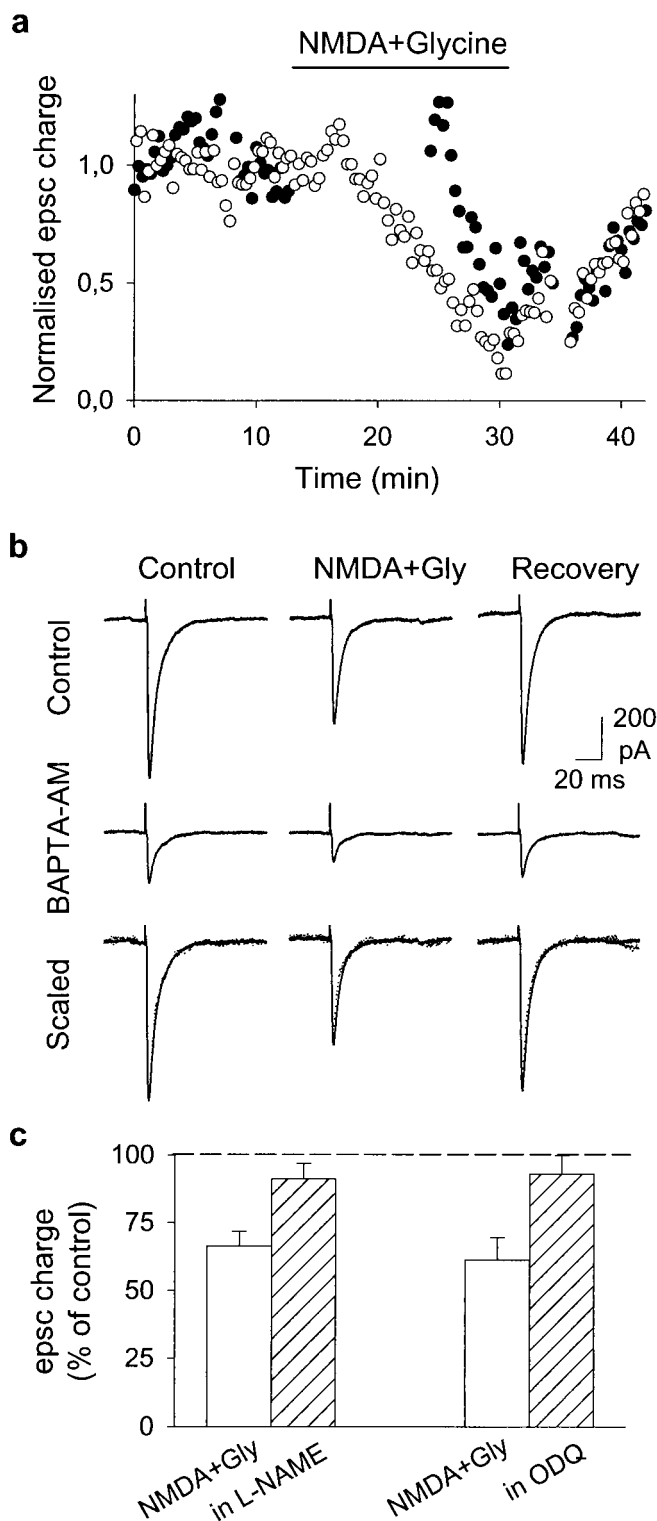 a
NMDA+Glycine
Normalised epsc charge
1,0
0,5
0,0
0 10 20 30 40
Time (min)
b
Control NMDA+Gly Recovery
Control
200
pA
20 ms
BAPTA-AM
Scaled
c
epsc charge
(% of control)
100
75
50
25
0
NMDA+Gly
in L-NAME
NMDA+Gly
in ODQ